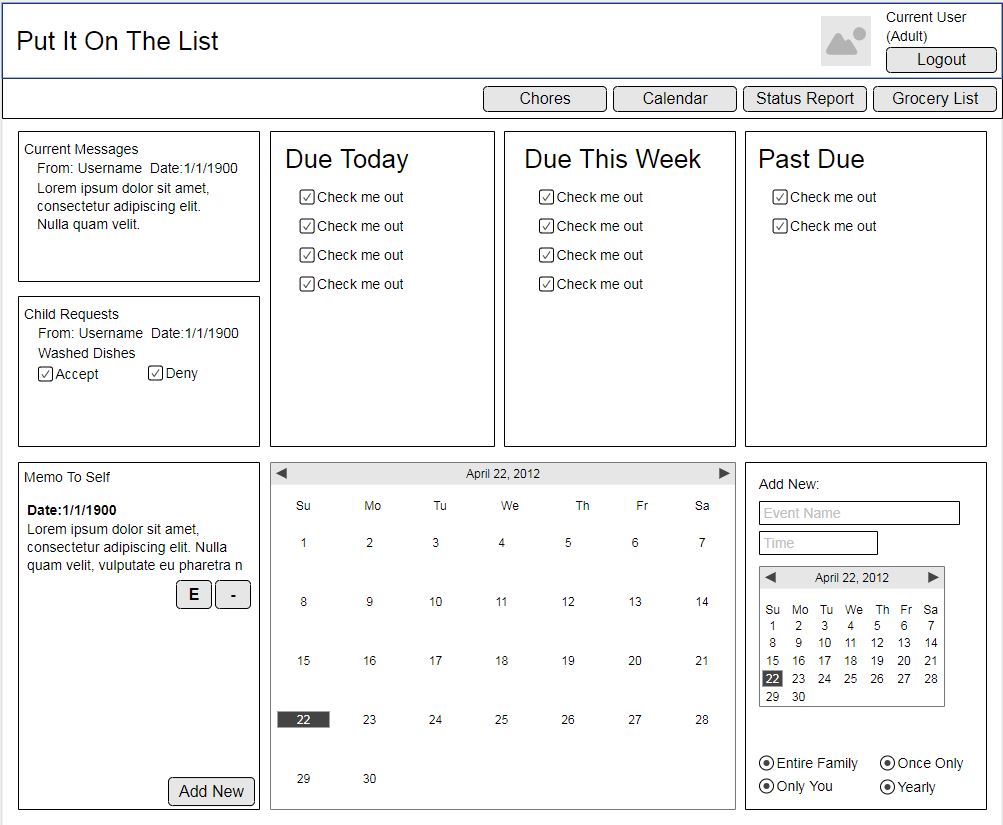 Put It On The List
Current User
(Adult)
Logout
Chores
Calendar
Status Report
Grocery List
Current Messages
From: Username Date:1/1/1900
Lorem ipsum dolor sit amet,
consectetur adipiscing elit.
Nulla quam velit.
Child Requests
From: Username Date:1/1/1900
Washed Dishes
Accept
Deny
Due Today
Check me out
Check me out
Check me out
Check me out
Due This Week
Check me out
Check me out
Check me out
Check me out
Past Due
Check me out
Check me out
Memo To Self
Date:1/1/1900
Lorem ipsum dolor sit amet,
consectetur adipiscing elit. Nulla
quam velit, vulputate eu pharetra n
E -
Add New
April 22, 2012
Su Mo Tu We Th Fr Sa
1 2 3 4 5 6 7
8 9 10 11 12 13 14
15 16 17 18 19 20 21
22 23 24 25 26 27 28
29 30
Add New:
Event Name
Time
April 22, 2012
Su Mo Tu We Th Fr Sa
1 2 3 4 5 6 7
8 9 10 11 12 13 14
15 16 17 18 19 20 21
22 23 24 25 26 27 28
29 30
Entire Family
Once Only
Only You
Yearly